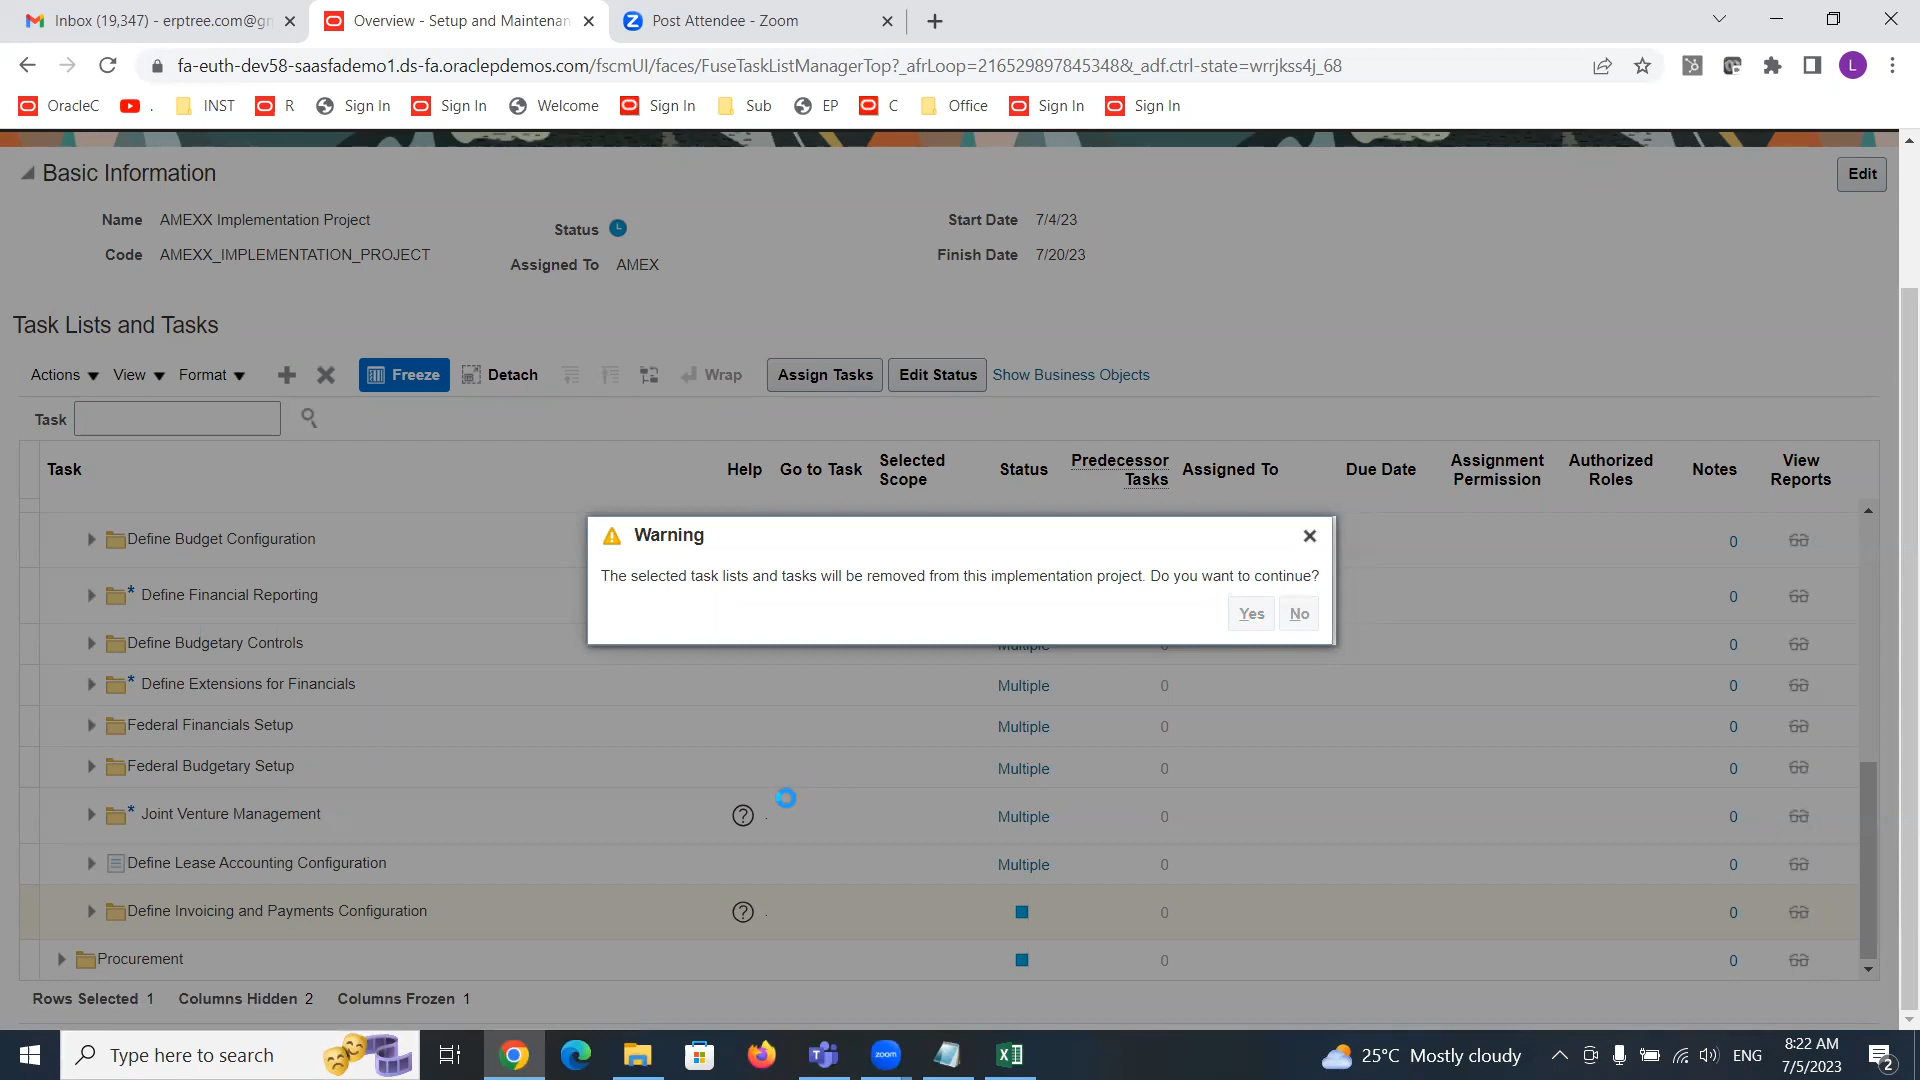 Inbox (19,347) - erptree.com@gm
Overview - Setup and Maintenan
Post Attendee - Zoom
fa-euth-dev58-saasfademo1.ds-fa.oraclepdemos.com/fscmUI/faces/FuseTaskListManagerTop?_afrLoop=21652989784​5348&_adf.ctrl-state=wrrjkss4j_68
L
OracleC . INST R Sign In Sign In Welcome Sign In Sub EP C Office Sign In Sign In
Basic Information
Edit
Name AMEXX Implementation Project
Status
Start Date 7/4/23
Code AMEXX_IMPLEMENTATION_PROJECT
Assigned To AMEX
Finish Date 7/20/23
Task Lists and Tasks
Actions View Format Freeze Detach Wrap Assign Tasks Edit Status Show Business Objects
Task
Task Help Go to Task Selected Scope Status Predecessor Tasks Assigned To Due Date Assignment Permission Authorized Roles Notes View Reports
Define Budget Configuration 0
Define Financial Reporting 0
Define Budgetary Controls Multiple 0 0
* Define Extensions for Financials Multiple 0 0
Federal Financials Setup Multiple 0 0
Federal Budgetary Setup Multiple 0 0
* Joint Venture Management Multiple 0 0
Define Lease Accounting Configuration Multiple 0 0
Define Invoicing and Payments Configuration 0 0
Procurement 0 0
Warning
The selected task lists and tasks will be removed from this implementation project. Do you want to continue?
Yes No
Rows Selected 1 Columns Hidden 2 Columns Frozen 1
Type here to search
zoom
25°C Mostly cloudy
ENG
8:22 AM
7/5/2023
2